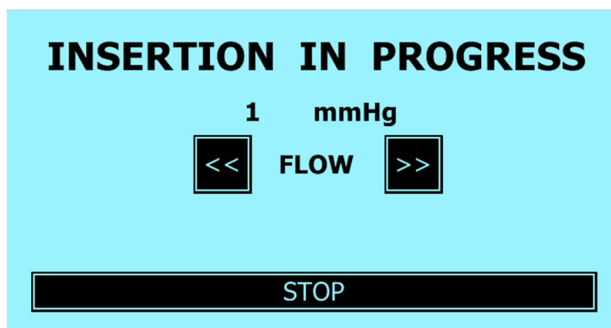 INSERTION IN PROGRESS
1 mmHg
<< FLOW >>
STOP